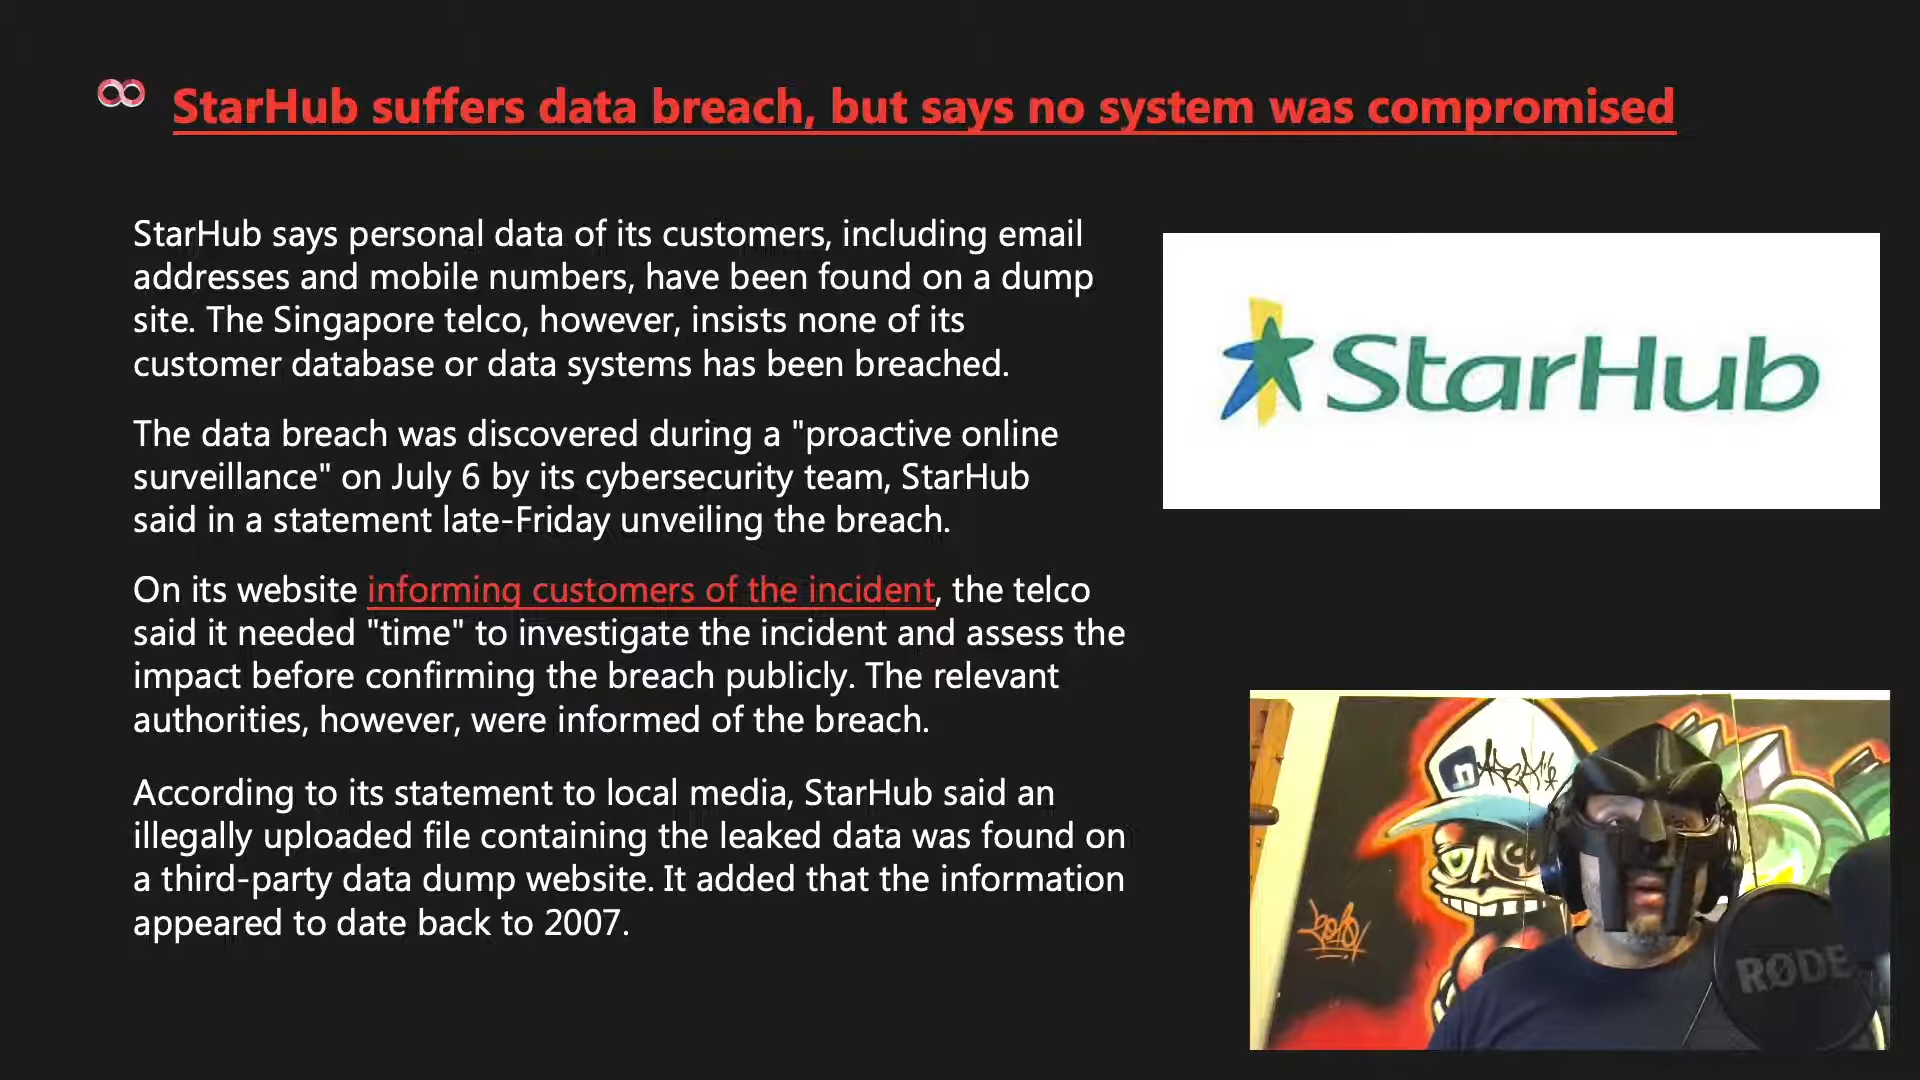 StarHub suffers data breach, but says no system was compromised
StarHub says personal data of its customers, including email
addresses and mobile numbers, have been found on a dump
site. The Singapore telco, however, insists none of its
customer database or data systems has been breached.
The data breach was discovered during a "proactive online
surveillance" on July 6 by its cybersecurity team, StarHub
said in a statement late-Friday unveiling the breach.
On its website informing customers of the incident, the telco
said it needed "time" to investigate the incident and assess the
impact before confirming the breach publicly. The relevant
authorities, however, were informed of the breach.
According to its statement to local media, StarHub said an
illegally uploaded file containing the leaked data was found on
a third-party data dump website. It added that the information
appeared to date back to 2007.
StarHub
RØDE